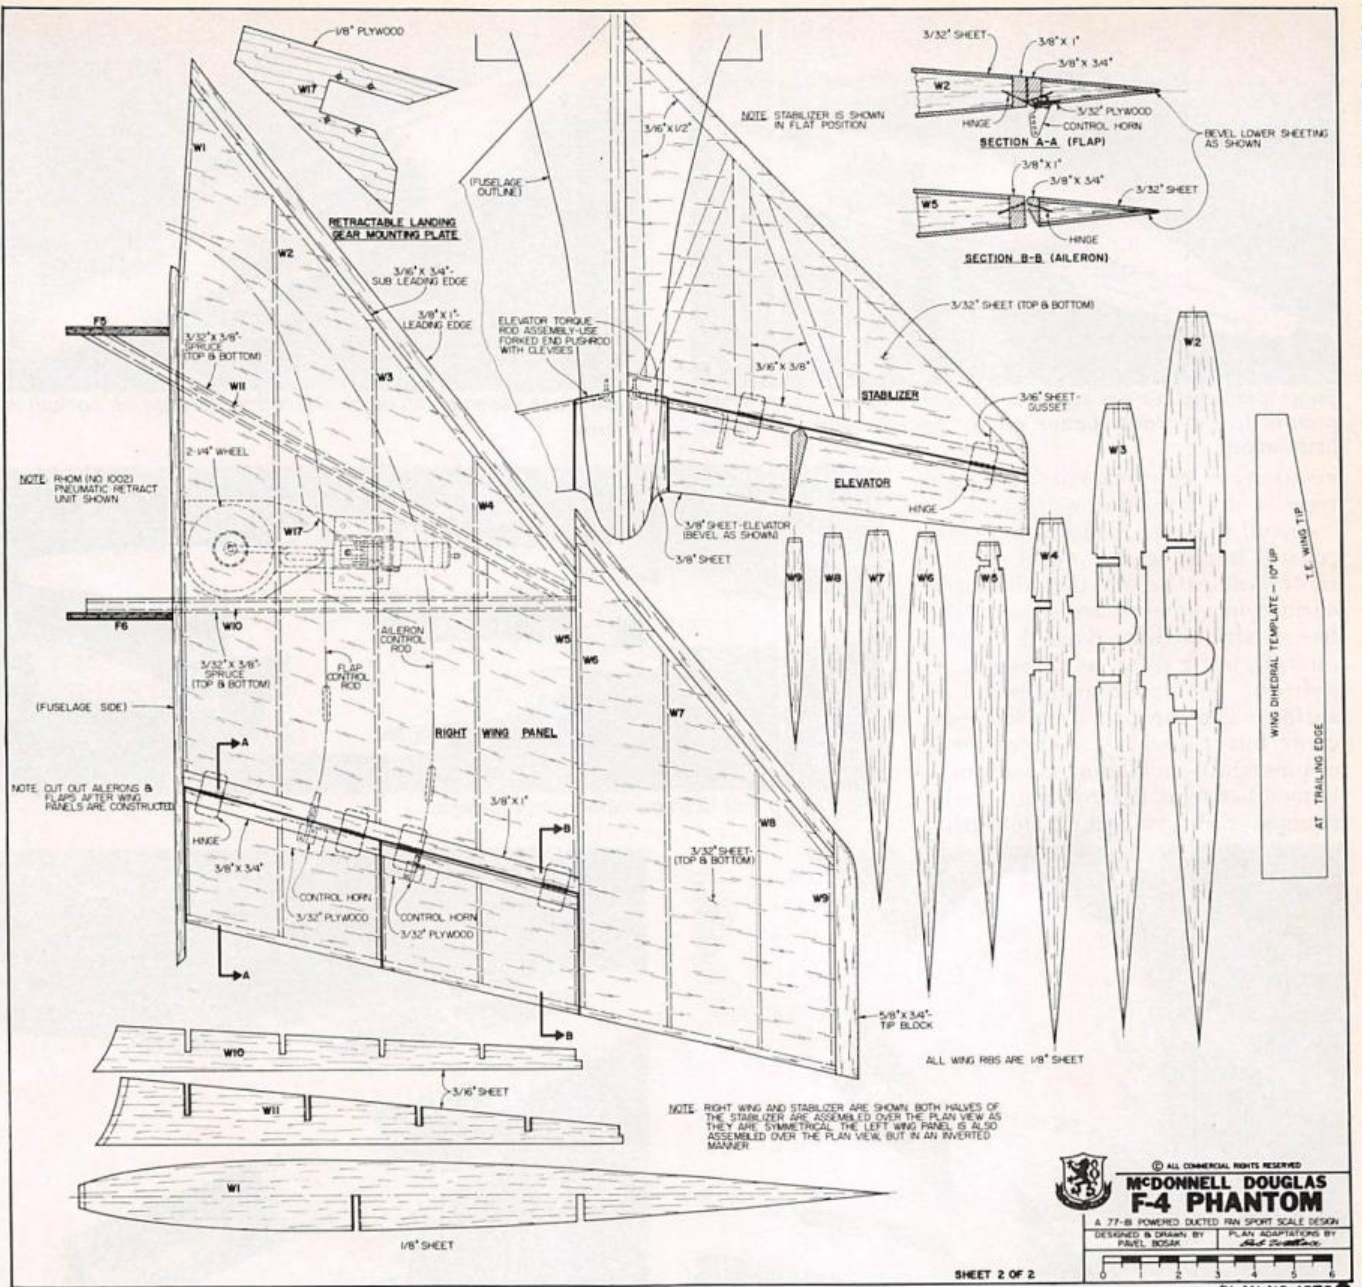 1/8" PLYWOOD
W17
RETRACTABLE LANDING
GEAR MOUNTING PLATE
W1
W2
3/16" X 3/4"-
SUB LEADING EDGE
3/8" X 1"-
LEADING EDGE
F5
3/32" X 3/8"-
SPRUCE
(TOP & BOTTOM)
W11
W3
2-1/4" WHEEL
NOTE: RHOM (NO. 1002)
PNEUMATIC RETRACT
UNIT SHOWN
W17
W4
F6
W10
W5
W6
3/32" X 3/8"-
SPRUCE
(TOP & BOTTOM)
AILERON
CONTROL
ROD
FLAP
CONTROL
ROD
(FUSELAGE SIDE)
RIGHT WING PANEL
W7
A
NOTE: CUT OUT AILERONS &
FLAPS AFTER WING
PANELS ARE CONSTRUCTED
HINGE
3/8" X 3/4"
3/8" X 1"
B
W8
3/32" SHEET-
(TOP & BOTTOM)
CONTROL HORN
3/32" PLYWOOD
CONTROL HORN
3/32" PLYWOOD
W9
A
B
5/8" X 3/4"-
TIP BLOCK
(FUSELAGE
OUTLINE)
3/16" X 1/2"
NOTE: STABILIZER IS SHOWN
IN FLAT POSITION
ELEVATOR TORQUE
ROD ASSEMBLY-USE
FORKED END PUSHROD
WITH CLEVISES
3/32" SHEET (TOP & BOTTOM)
3/16" X 3/8"
STABILIZER
3/16" SHEET-
GUSSET
ELEVATOR
HINGE
3/8" SHEET-ELEVATOR
(BEVEL AS SHOWN)
3/8" SHEET
3/32" SHEET
3/8" X 1"
3/8" X 3/4"
W2
3/32" PLYWOOD
HINGE
CONTROL HORN
SECTION A-A (FLAP)
BEVEL LOWER SHEETING
AS SHOWN
3/8" X 1"
3/8" X 3/4"
3/32" SHEET
W5
HINGE
SECTION B-B (AILERON)
W9
W8
W7
W6
W5
W4
W3
W2
WING DIHEDRAL TEMPLATE - 10° UP
T.E. WING TIP
AT TRAILING EDGE
ALL WING RIBS ARE 1/8" SHEET
W10
3/16" SHEET
W11
W1
1/8" SHEET
NOTE: RIGHT WING AND STABILIZER ARE SHOWN. BOTH HALVES OF
THE STABILIZER ARE ASSEMBLED OVER THE PLAN VIEW AS
THEY ARE SYMMETRICAL. THE LEFT WING PANEL IS ALSO
ASSEMBLED OVER THE PLAN VIEW, BUT IN AN INVERTED
MANNER
© ALL COMMERCIAL RIGHTS RESERVED
McDONNELL DOUGLAS
F-4 PHANTOM
A .77-.81 POWERED DUCTED FAN SPORT SCALE DESIGN
DESIGNED & DRAWN BY
PAVEL BOSAK
PLAN ADAPTATIONS BY
0 1 2 3 4 5 6
SHEET 2 OF 2